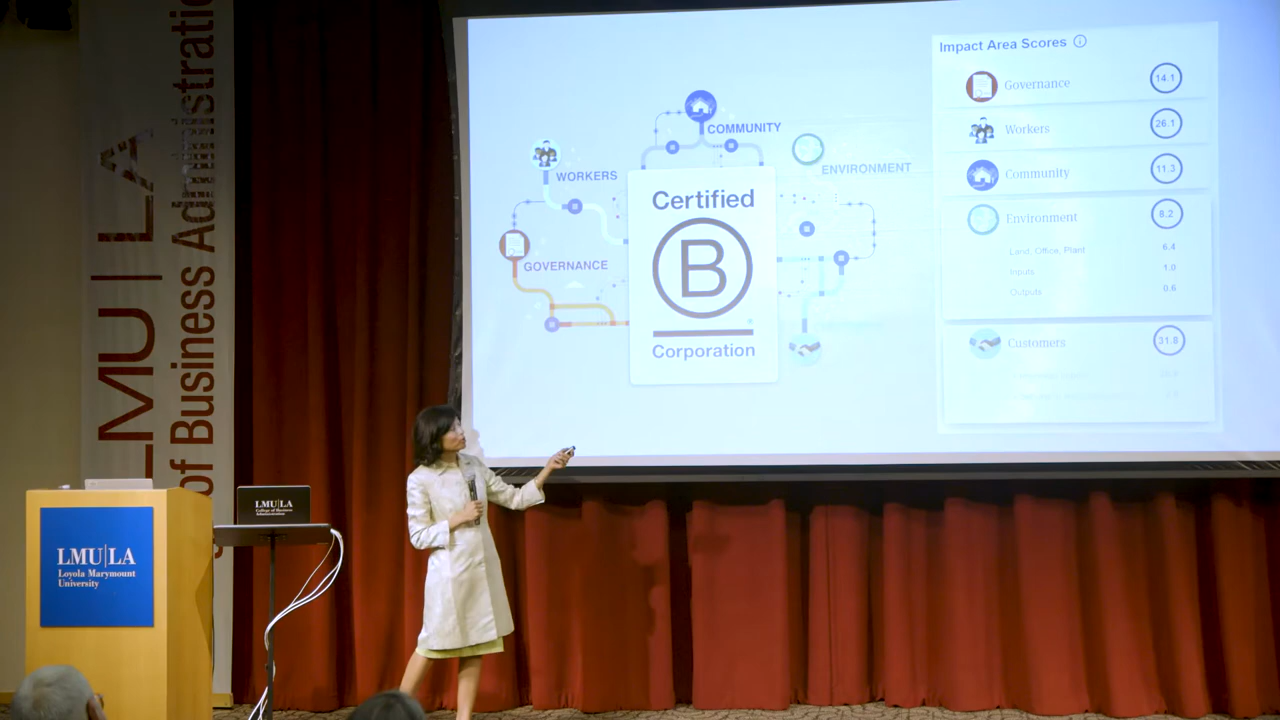 LMU | LA
of Business Administratio
LMU|LA
Loyola Marymount
University
LMU|LA
College of Business
Administration
COMMUNITY
WORKERS
ENVIRONMENT
GOVERNANCE
Certified
B
Corporation
Impact Area Scores
Governance 14.1
Workers 26.1
Community 11.3
Environment 8.2
Land, Office, Plant 6.4
Inputs 1.0
Outputs 0.6
Customers 31.8